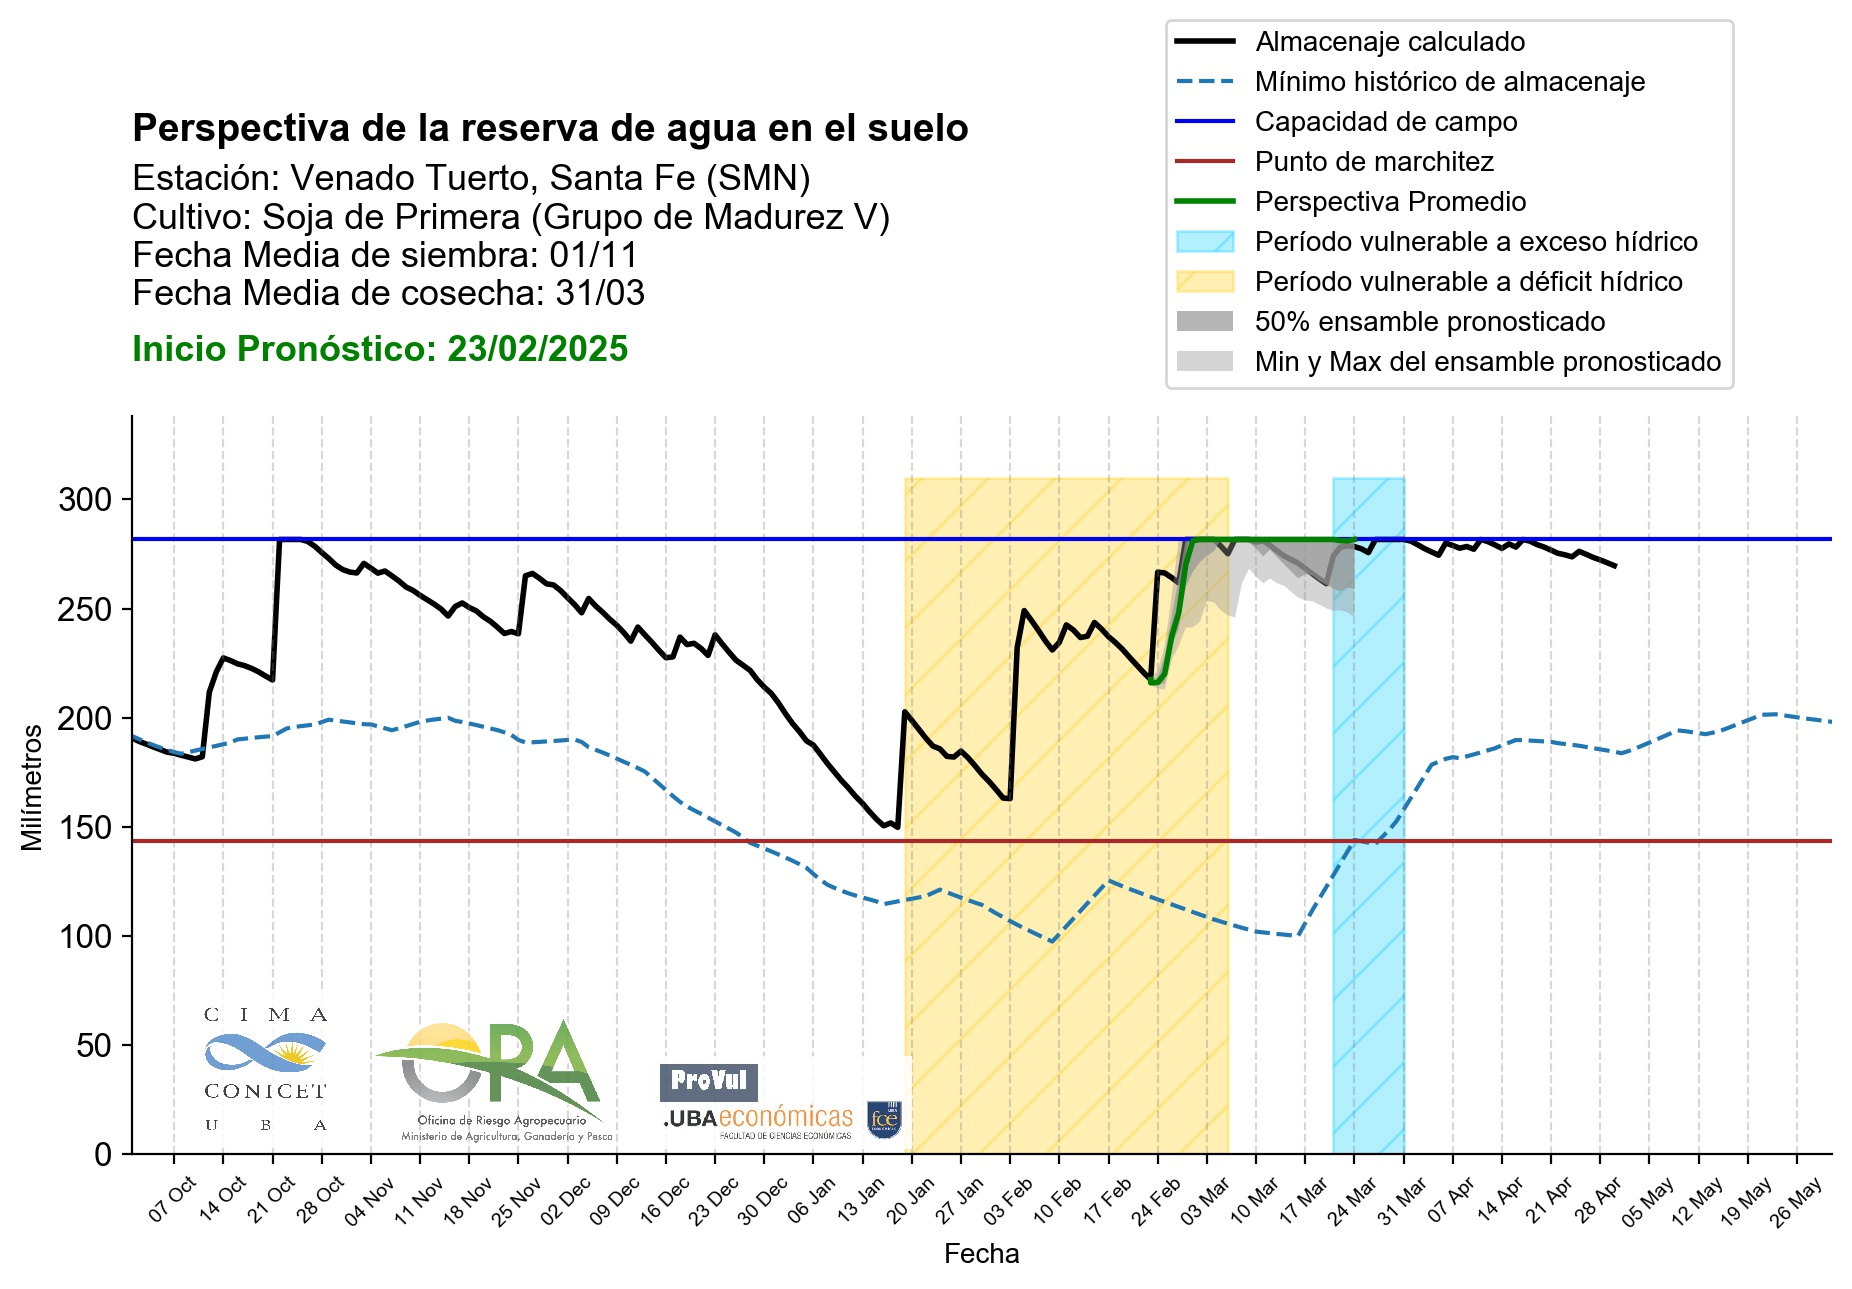 Almacenaje calculado
Mínimo histórico de almacenaje
Capacidad de campo
Punto de marchitez
Perspectiva Promedio
Período vulnerable a exceso hídrico
Período vulnerable a déficit hídrico
50% ensamble pronosticado
Min y Max del ensamble pronosticado
Perspectiva de la reserva de agua en el suelo
Estación: Venado Tuerto, Santa Fe (SMN)
Cultivo: Soja de Primera (Grupo de Madurez V)
Fecha Media de siembra: 01/11
Fecha Media de cosecha: 31/03
Inicio Pronóstico: 23/02/2025
Milímetros
300
250
200
150
100
50
0
CIMA
CONICET
UBA
ORA
Oficina de Riesgo Agropecuario
Ministerio de Agricultura, Ganadería y Pesca
ProVul
.UBAeconómicas
FACULTAD DE CIENCIAS ECONÓMICAS
UBA
fce
ECONÓMICAS
07 Oct
14 Oct
21 Oct
28 Oct
04 Nov
11 Nov
18 Nov
25 Nov
02 Dec
09 Dec
16 Dec
23 Dec
30 Dec
06 Jan
13 Jan
20 Jan
27 Jan
03 Feb
10 Feb
17 Feb
24 Feb
03 Mar
10 Mar
17 Mar
24 Mar
31 Mar
07 Apr
14 Apr
21 Apr
28 Apr
05 May
12 May
19 May
26 May
Fecha